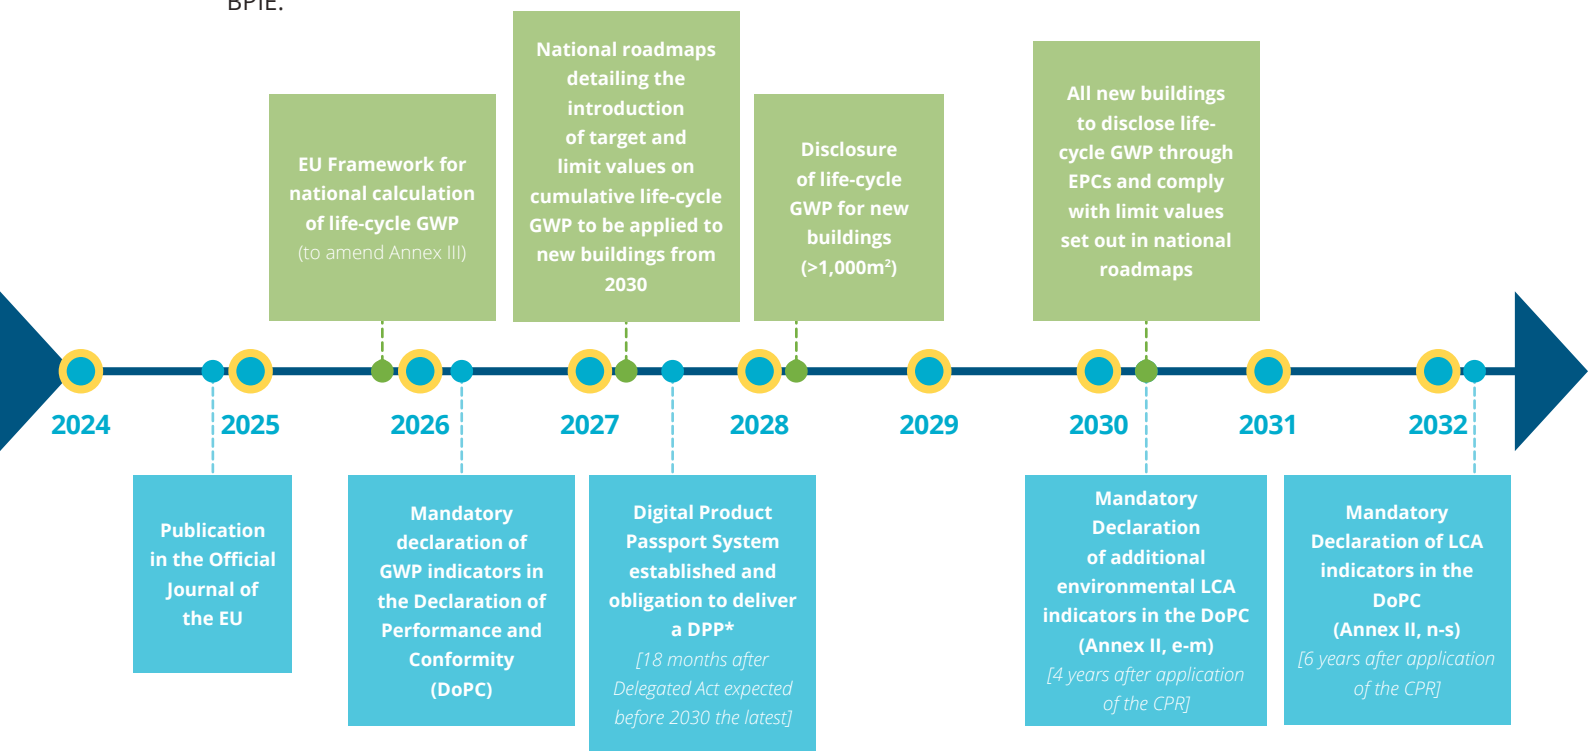 BPIE.
National roadmaps
detailing the
introduction
of target and
limit values on
cumulative life-cycle
GWP to be applied to
new buildings from
2030
All new buildings
to disclose life-
cycle GWP through
EPCs and comply
with limit values
set out in national
roadmaps
EU Framework for
national calculation
of life-cycle GWP
(to amend Annex III)
Disclosure
of life-cycle
GWP for new
buildings
(>1,000m²)
2024
2025
2026
2027
2028
2029
2030
2031
2032
Publication
in the Official
Journal of
the EU
Mandatory
declaration of
GWP indicators in
the Declaration of
Performance and
Conformity
(DoPC)
Digital Product
Passport System
established and
obligation to deliver
a DPP*
[18 months after
Delegated Act expected
before 2030 the latest]
Mandatory
Declaration
of additional
environmental LCA
indicators in the DoPC
(Annex II, e-m)
[4 years after application
of the CPR]
Mandatory
Declaration of LCA
indicators in the
DoPC
(Annex II, n-s)
[6 years after application
of the CPR]